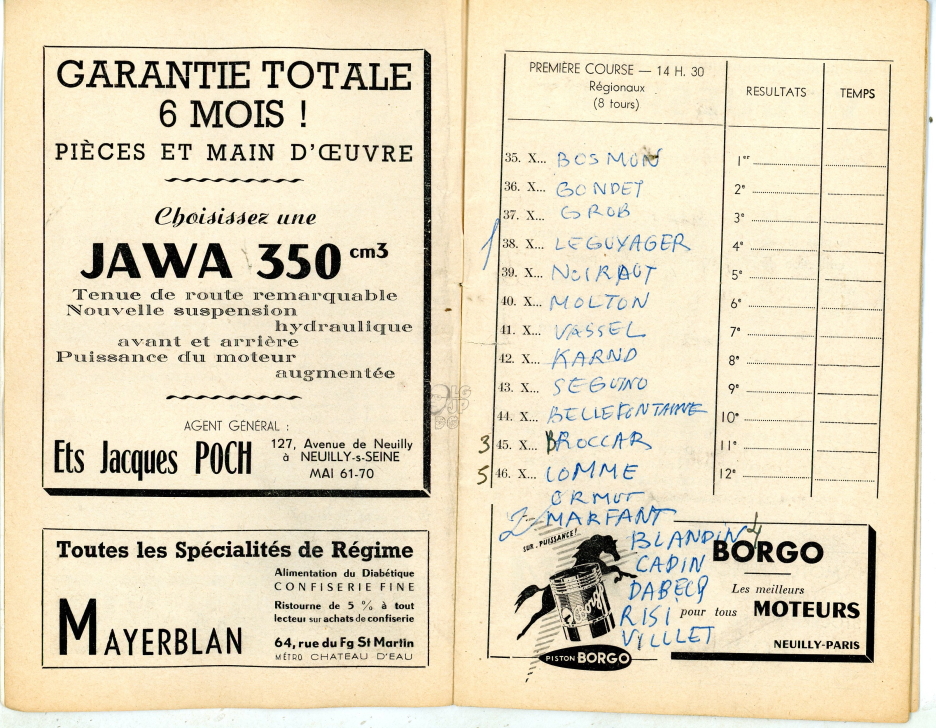 GARANTIE TOTALE
6 MOIS !
PIÈCES ET MAIN D'ŒUVRE
Choisissez une
JAWA 350 cm3
Tenue de route remarquable
Nouvelle suspension
hydraulique
avant et arrière
Puissance du moteur
augmentée
AGENT GÉNÉRAL :
Ets Jacques POCH
127, Avenue de Neuilly
à NEUILLY-s-SEINE
MAI 61-70
Toutes les Spécialités de Régime
MAYERBLAN
Alimentation du Diabétique
CONFISERIE FINE
Ristourne de 5 % à tout
lecteur sur achats de confiserie
64, rue du Fg St Martin
MÉTRO CHATEAU D'EAU
PREMIÈRE COURSE — 14 H. 30
Régionaux
(8 tours)
RESULTATS
TEMPS
35. X... BOSMON 1er
36. X... GONDET 2e
37. X... GROB 3e
1 38. X... LEGUYAGER 4e
39. X... NOIRAUT 5e
40. X... MOLTON 6e
41. X... VASSEL 7e
42. X... KARND 8e
43. X... SEGUINO 9e
44. X... BELLEFONTAINE 10e
3 45. X... BROCCAR 11e
5 46. X... LOMME 12e
ORMUT
2 MARFANT
BLANDIN 4
CADIN
RISI
VILLLET
SUR-PUISSANCE!
PISTON BORGO
BORGO
Les meilleurs
pour tous MOTEURS
NEUILLY-PARIS